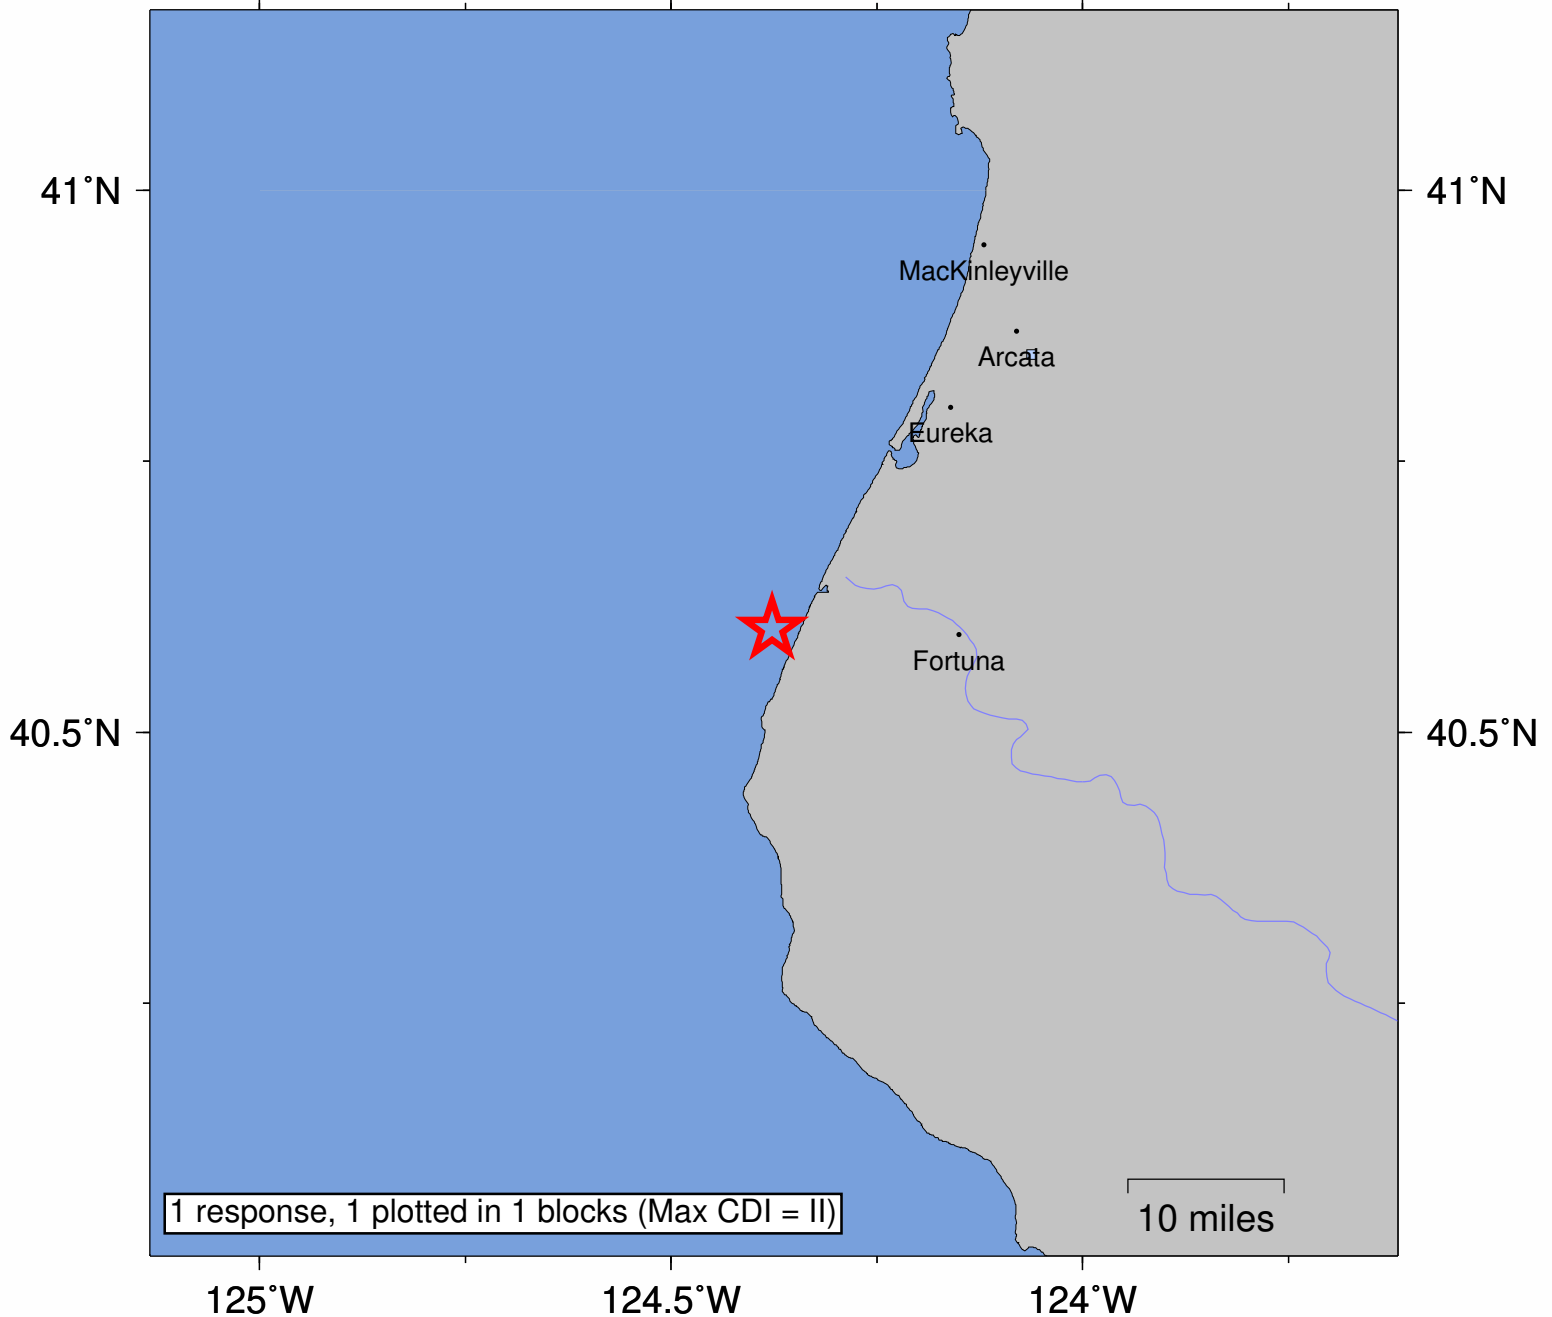 41˚N
41˚N
MacKinleyville
Arcata
Eureka
Fortuna
40.5˚N
40.5˚N
1 response, 1 plotted in 1 blocks (Max CDI = II)
10 miles
125˚W
124.5˚W
124˚W